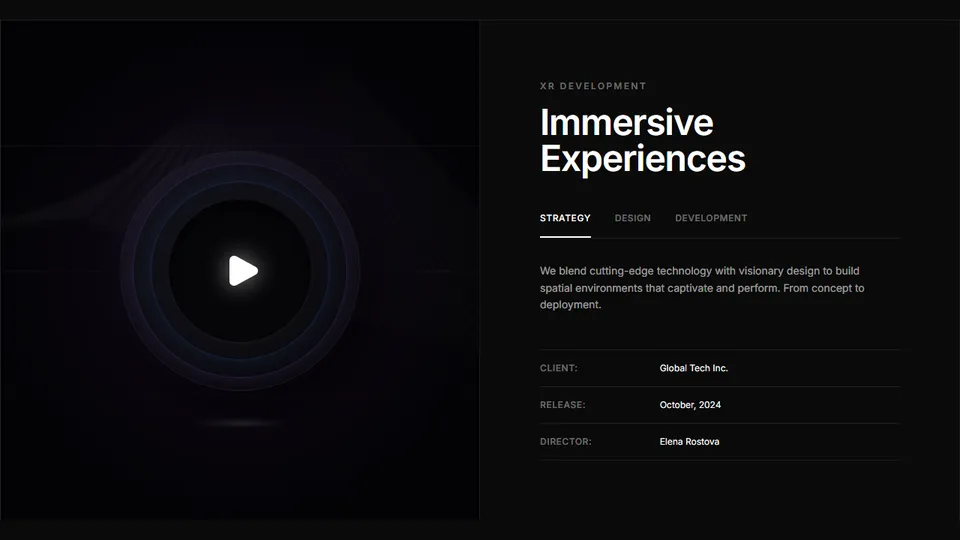 XR DEVELOPMENT
Immersive
Experiences
STRATEGY DESIGN DEVELOPMENT
We blend cutting-edge technology with visionary design to build
spatial environments that captivate and perform. From concept to
deployment.
CLIENT: Global Tech Inc.
RELEASE: October, 2024
DIRECTOR: Elena Rostova